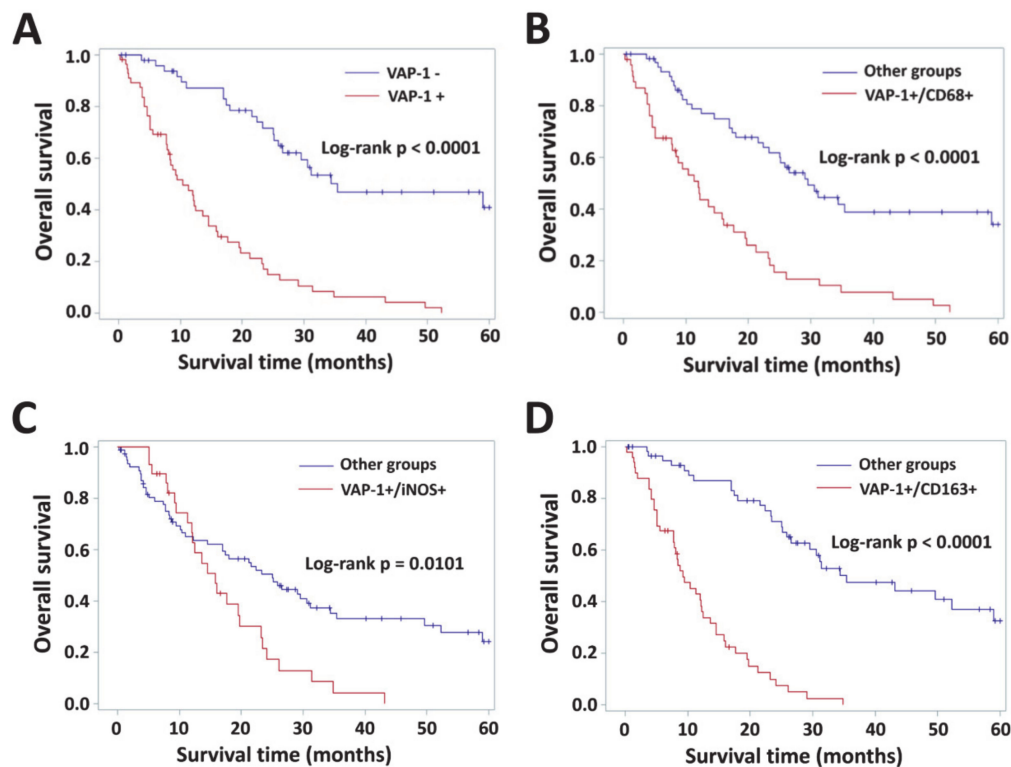 A
Overall survival
1.0
0.8
0.6
0.4
0.2
0.0
VAP-1 -
VAP-1 +
Log-rank p < 0.0001
0 10 20 30 40 50 60
Survival time (months)
B
Overall survival
1.0
0.8
0.6
0.4
0.2
0.0
Other groups
VAP-1+/CD68+
Log-rank p < 0.0001
0 10 20 30 40 50 60
Survival time (months)
C
Overall survival
1.0
0.8
0.6
0.4
0.2
0.0
Other groups
VAP-1+/iNOS+
Log-rank p = 0.0101
0 10 20 30 40 50 60
Survival time (months)
D
Overall survival
1.0
0.8
0.6
0.4
0.2
0.0
Other groups
VAP-1+/CD163+
Log-rank p < 0.0001
0 10 20 30 40 50 60
Survival time (months)